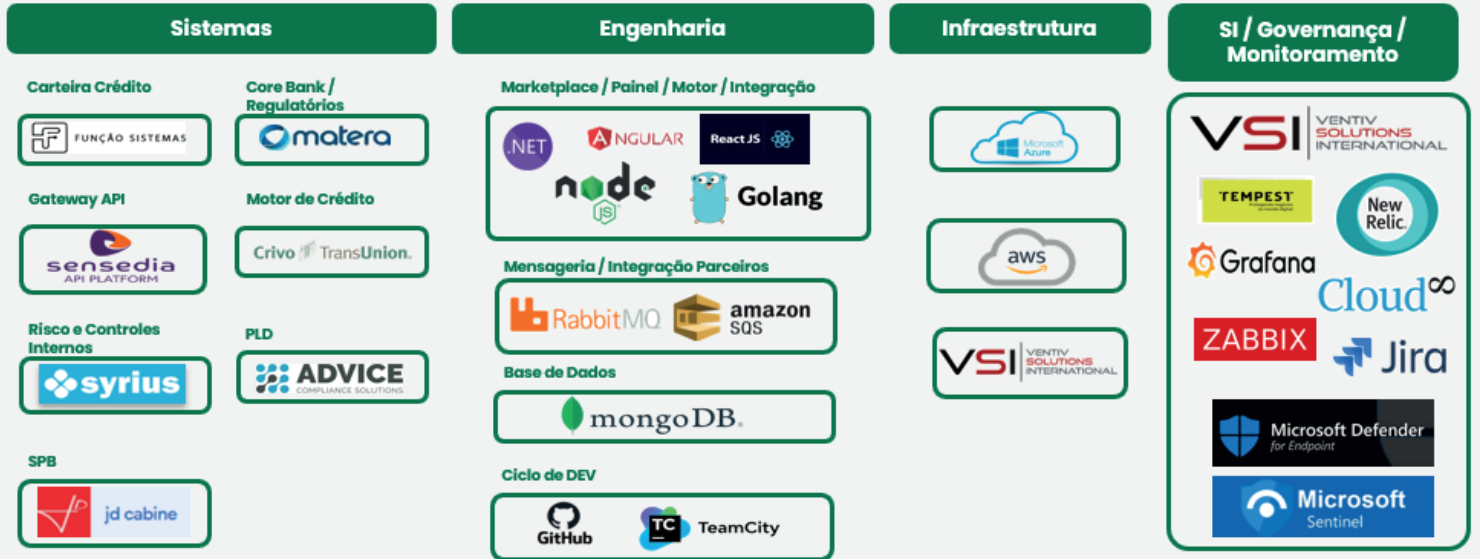 Sistemas
Carteira Crédito
FUNÇÃO SISTEMAS
Core Bank /
Regulatórios
matera
Gateway API
sensedia
API PLATFORM
Motor de Crédito
Crivo TransUnion.
Risco e Controles
Internos
syrius
PLD
ADVICE
COMPLIANCE SOLUTIONS
SPB
jd cabine
Engenharia
Marketplace / Painel / Motor / Integração
.NET
ANGULAR
React JS
node
JS
Golang
Mensageria / Integração Parceiros
RabbitMQ
amazon
SQS
Base de Dados
mongoDB.
Ciclo de DEV
GitHub
TC
TeamCity
Infraestrutura
Microsoft
Azure
aws
VSI
VENTIV
SOLUTIONS
INTERNATIONAL
SI / Governança /
Monitoramento
VSI
VENTIV
SOLUTIONS
INTERNATIONAL
TEMPEST
New
Relic.
Grafana
Cloud∞
ZABBIX
Jira
Microsoft Defender
for Endpoint
Microsoft
Sentinel